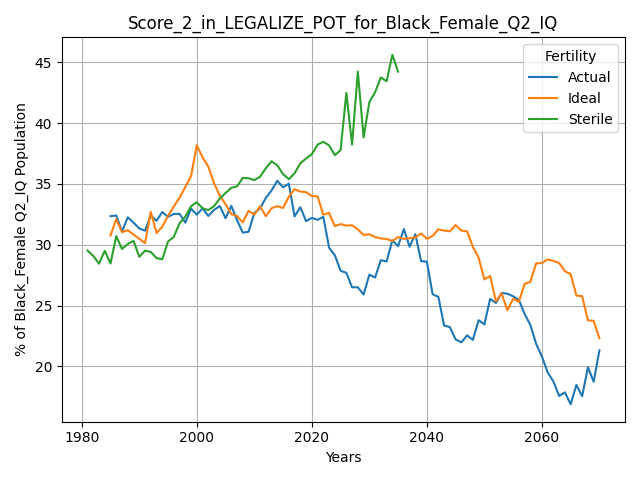 Score_2_in_LEGALIZE_POT_for_Black_Female_Q2_IQ
% of Black_Female Q2_IQ Population
45
40
35
30
25
20
Fertility
Actual
Ideal
Sterile
1980
2000
2020
2040
2060
Years